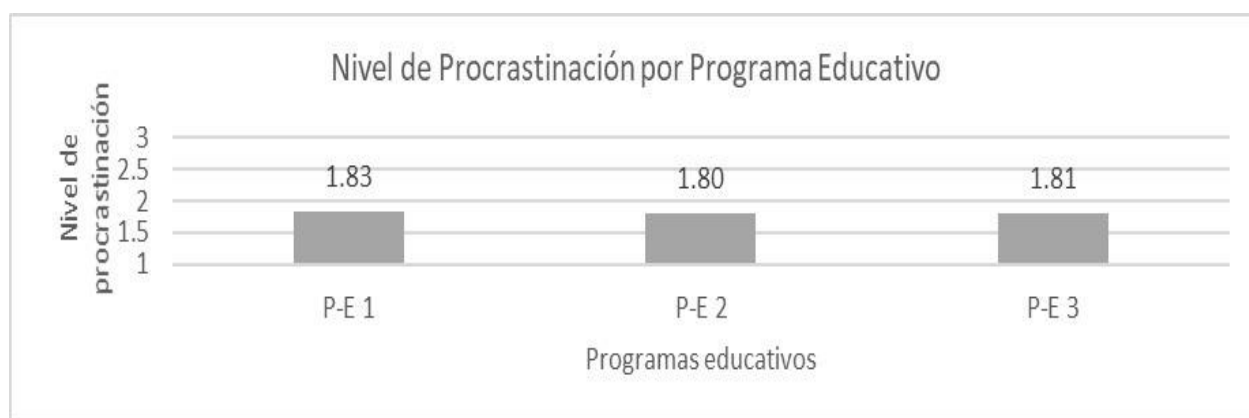 Nivel de Procrastinación por Programa Educativo
Nivel de
procrastinación
3
2.5
2
1.5
1
1.83
1.80
1.81
P-E 1
P-E 2
P-E 3
Programas educativos